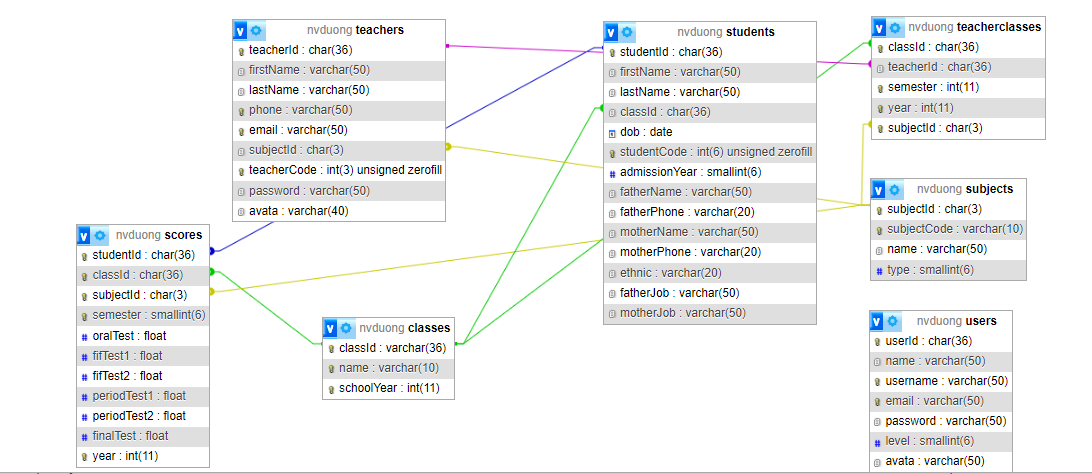 nvduong teachers
teacherId : char(36)
firstName : varchar(50)
lastName : varchar(50)
phone : varchar(50)
email : varchar(50)
subjectId : char(3)
teacherCode : int(3) unsigned zerofill
password : varchar(50)
avata : varchar(40)
nvduong students
studentId : char(36)
firstName : varchar(50)
lastName : varchar(50)
classId : char(36)
dob : date
studentCode : int(6) unsigned zerofill
admissionYear : smallint(6)
fatherName : varchar(50)
fatherPhone : varchar(20)
motherName : varchar(50)
motherPhone : varchar(20)
ethnic : varchar(20)
fatherJob : varchar(50)
motherJob : varchar(50)
nvduong teacherclasses
classId : char(36)
teacherId : char(36)
semester : int(11)
year : int(11)
subjectId : char(3)
nvduong subjects
subjectId : char(3)
subjectCode : varchar(10)
name : varchar(50)
type : smallint(6)
nvduong scores
studentId : char(36)
classId : char(36)
subjectId : char(3)
semester : smallint(6)
oralTest : float
fifTest1 : float
fifTest2 : float
periodTest1 : float
periodTest2 : float
finalTest : float
year : int(11)
nvduong classes
classId : varchar(36)
name : varchar(10)
schoolYear : int(11)
nvduong users
userId : char(36)
name : varchar(50)
username : varchar(50)
email : varchar(50)
password : varchar(50)
level : smallint(6)
avata : varchar(50)